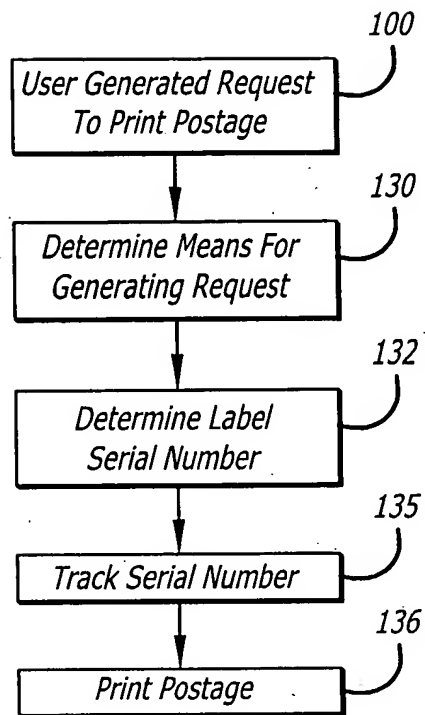 100
User Generated Request
To Print Postage
130
Determine Means For
Generating Request
132
Determine Label
Serial Number
135
Track Serial Number
136
Print Postage